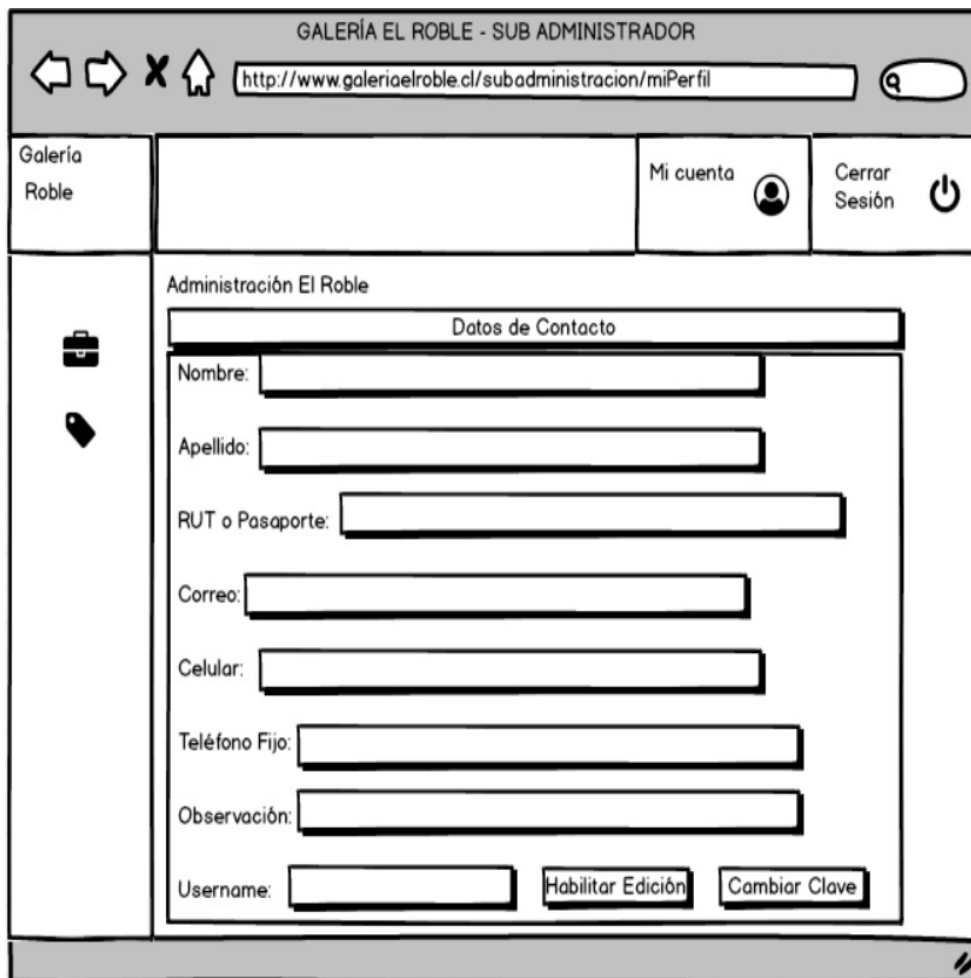 GALERÍA EL ROBLE - SUB ADMINISTRADOR
http://www.galeriaelroble.cl/subadministracion/miPerfil
Galería
Roble
Mi cuenta
Cerrar
Sesión
Administración El Roble
Datos de Contacto
Nombre:
Apellido:
RUT o Pasaporte:
Correo:
Celular:
Teléfono Fijo:
Observación:
Username:
Habilitar Edición
Cambiar Clave